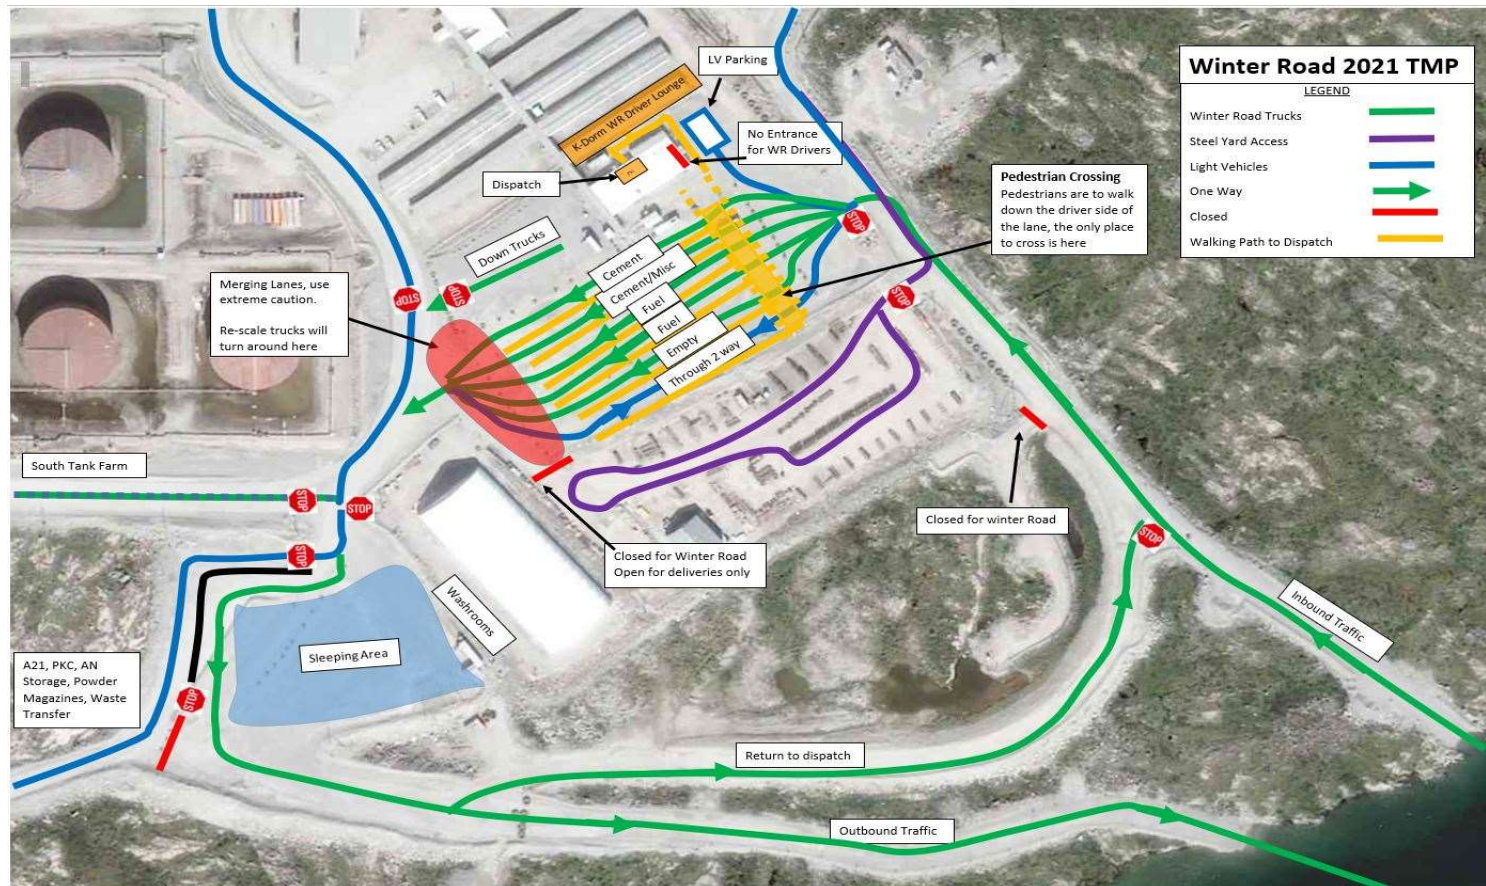 LV Parking
Winter Road 2021 TMP
LEGEND
Winter Road Trucks
Steel Yard Access
Light Vehicles
One Way
Closed
Walking Path to Dispatch
K-Dorm WR Driver Lounge
No Entrance
for WR Drivers
Dispatch
Pedestrian Crossing
Pedestrians are to walk
down the driver side of
the lane, the only place
to cross is here
STOP
Down Trucks
Cement
Cement/Misc
Fuel
Fuel
Empty
Through 2 way
Merging Lanes, use
extreme caution.
Re-scale trucks will
turn around here
STOP
STOP
STOP
South Tank Farm
STOP
STOP
Closed for winter Road
STOP
Closed for Winter Road
Open for deliveries only
STOP
Washrooms
Inbound Traffic
Sleeping Area
A21, PKC, AN
Storage, Powder
Magazines, Waste
Transfer
STOP
Return to dispatch
Outbound Traffic